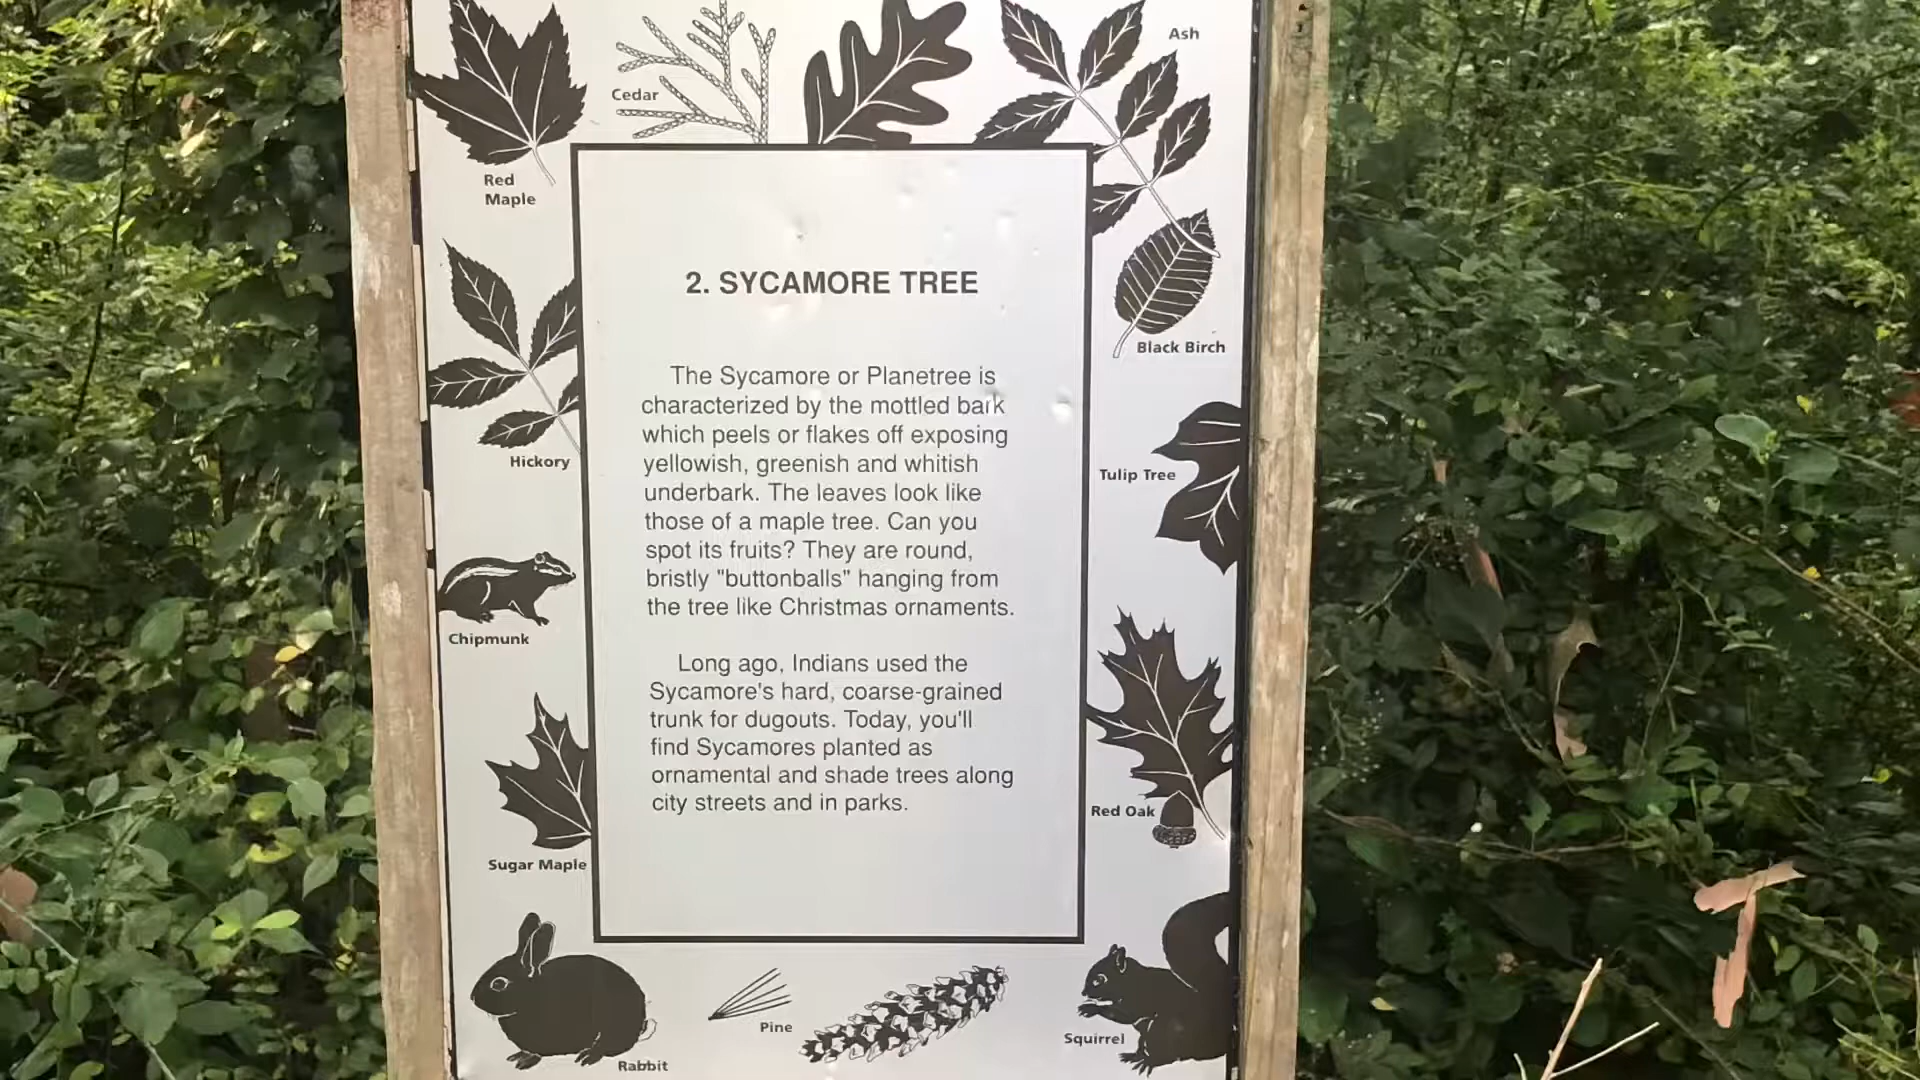 Ash
Cedar
Red
Maple
2. SYCAMORE TREE
Black Birch
The Sycamore or Planetree is
characterized by the mottled bark
which peels or flakes off exposing
yellowish, greenish and whitish
underbark. The leaves look like
those of a maple tree. Can you
spot its fruits? They are round,
bristly "buttonballs" hanging from
the tree like Christmas ornaments.
Hickory
Tulip Tree
Chipmunk
Long ago, Indians used the
Sycamore's hard, coarse-grained
trunk for dugouts. Today, you'll
find Sycamores planted as
ornamental and shade trees along
city streets and in parks.
Red Oak
Sugar Maple
Pine
Squirrel
Rabbit